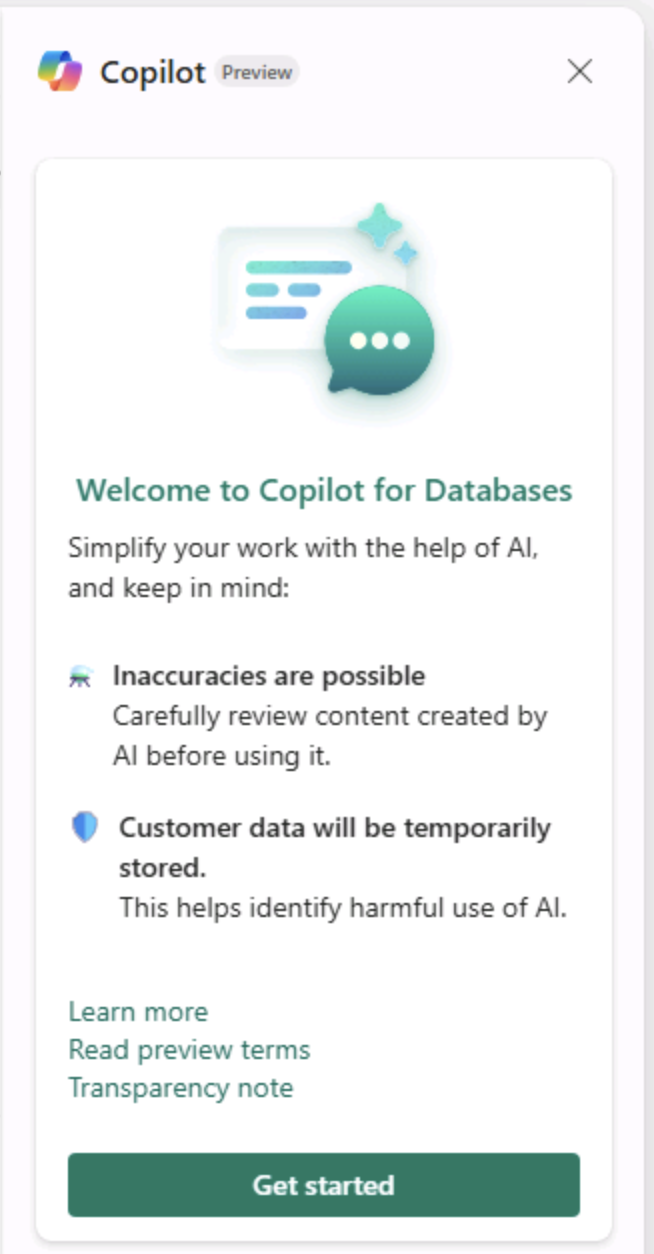 Copilot Preview
Welcome to Copilot for Databases
Simplify your work with the help of AI,
and keep in mind:
Inaccuracies are possible
Carefully review content created by
AI before using it.
Customer data will be temporarily
stored.
This helps identify harmful use of AI.
Learn more
Read preview terms
Transparency note
Get started